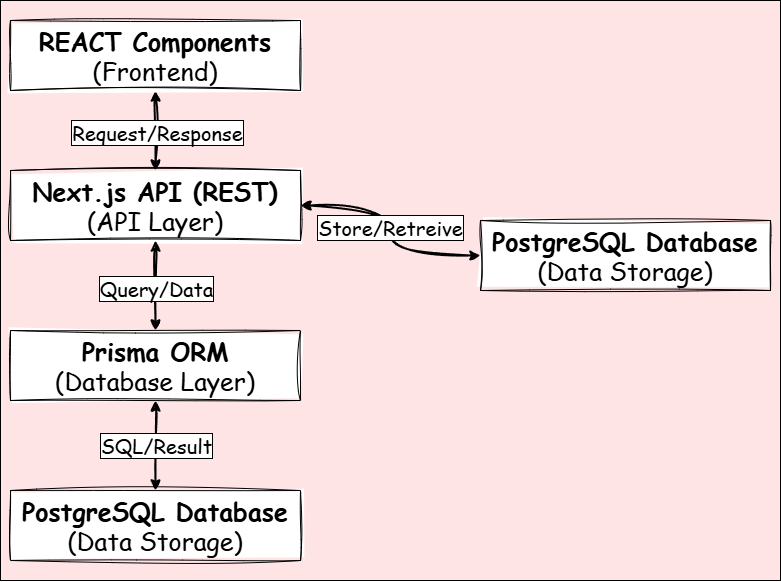 REACT Components
(Frontend)
Request/Response
Next.js API (REST)
(API Layer)
Store/Retreive
PostgreSQL Database
(Data Storage)
Query/Data
Prisma ORM
(Database Layer)
SQL/Result
PostgreSQL Database
(Data Storage)